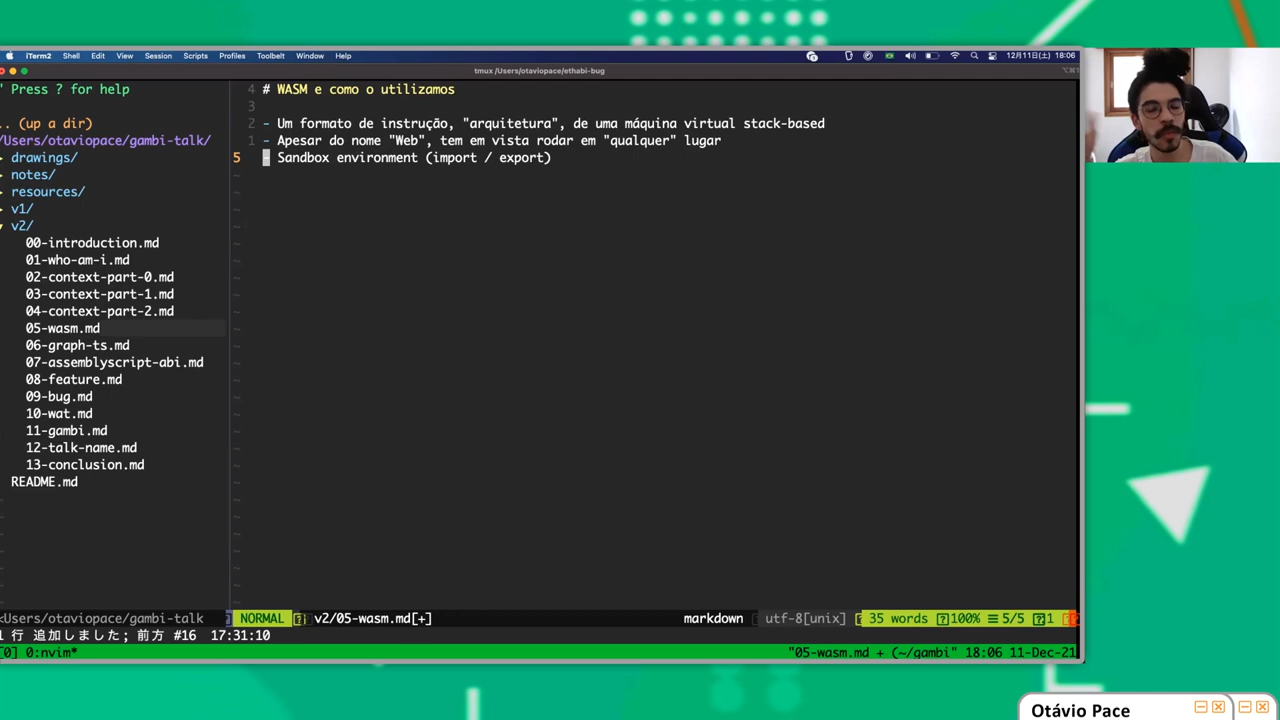 iTerm2 Shell Edit View Session Scripts Profiles Toolbelt Window Help 12月11日(土) 18:06
tmux /Users/otaviopace/ethabi-bug
" Press ? for help
.. (up a dir)
/Users/otaviopace/gambi-talk/
drawings/
notes/
resources/
v1/
v2/
00-introduction.md
01-who-am-i.md
02-context-part-0.md
03-context-part-1.md
04-context-part-2.md
05-wasm.md
06-graph-ts.md
07-assemblyscript-abi.md
08-feature.md
09-bug.md
10-wat.md
11-gambi.md
12-talk-name.md
13-conclusion.md
README.md
4 # WASM e como o utilizamos
3
2 - Um formato de instrução, "arquitetura", de uma máquina virtual stack-based
1 - Apesar do nome "Web", tem em vista rodar em "qualquer" lugar
5 - Sandbox environment (import / export)
<Users/otaviopace/gambi-talk NORMAL v2/05-wasm.md[+] markdown utf-8[unix] 35 words 100% ☰ 5/5 1
1 行 追加しました; 前方 #16 17:31:10
[0] 0:nvim* "05-wasm.md + (~/gambi" 18:06 11-Dec-21
Otávio Pace